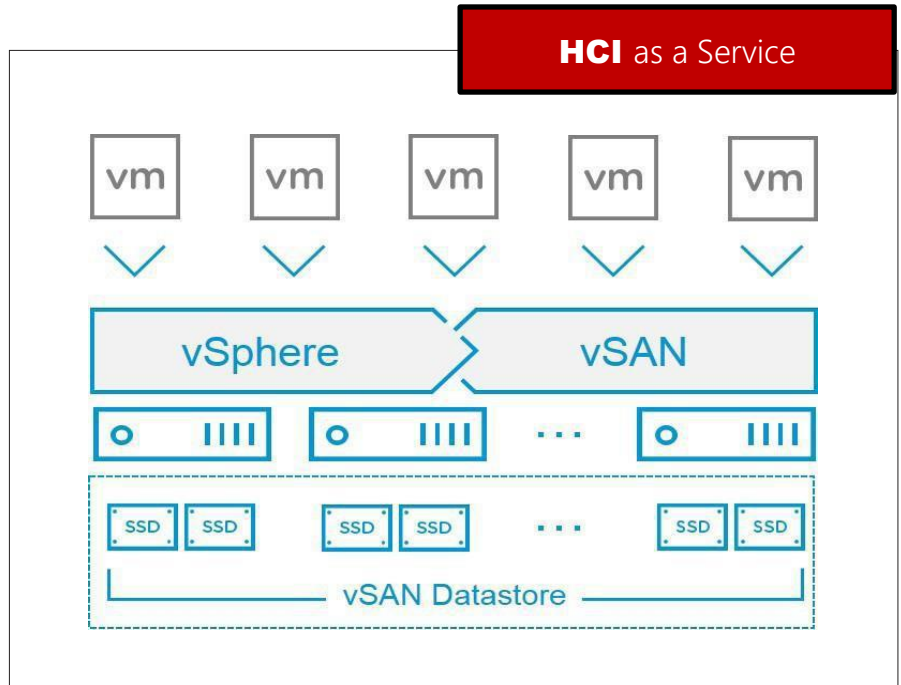 HCI as a Service
vm vm vm vm vm
vSphere vSAN
...
...
SSD SSD SSD SSD SSD SSD
vSAN Datastore